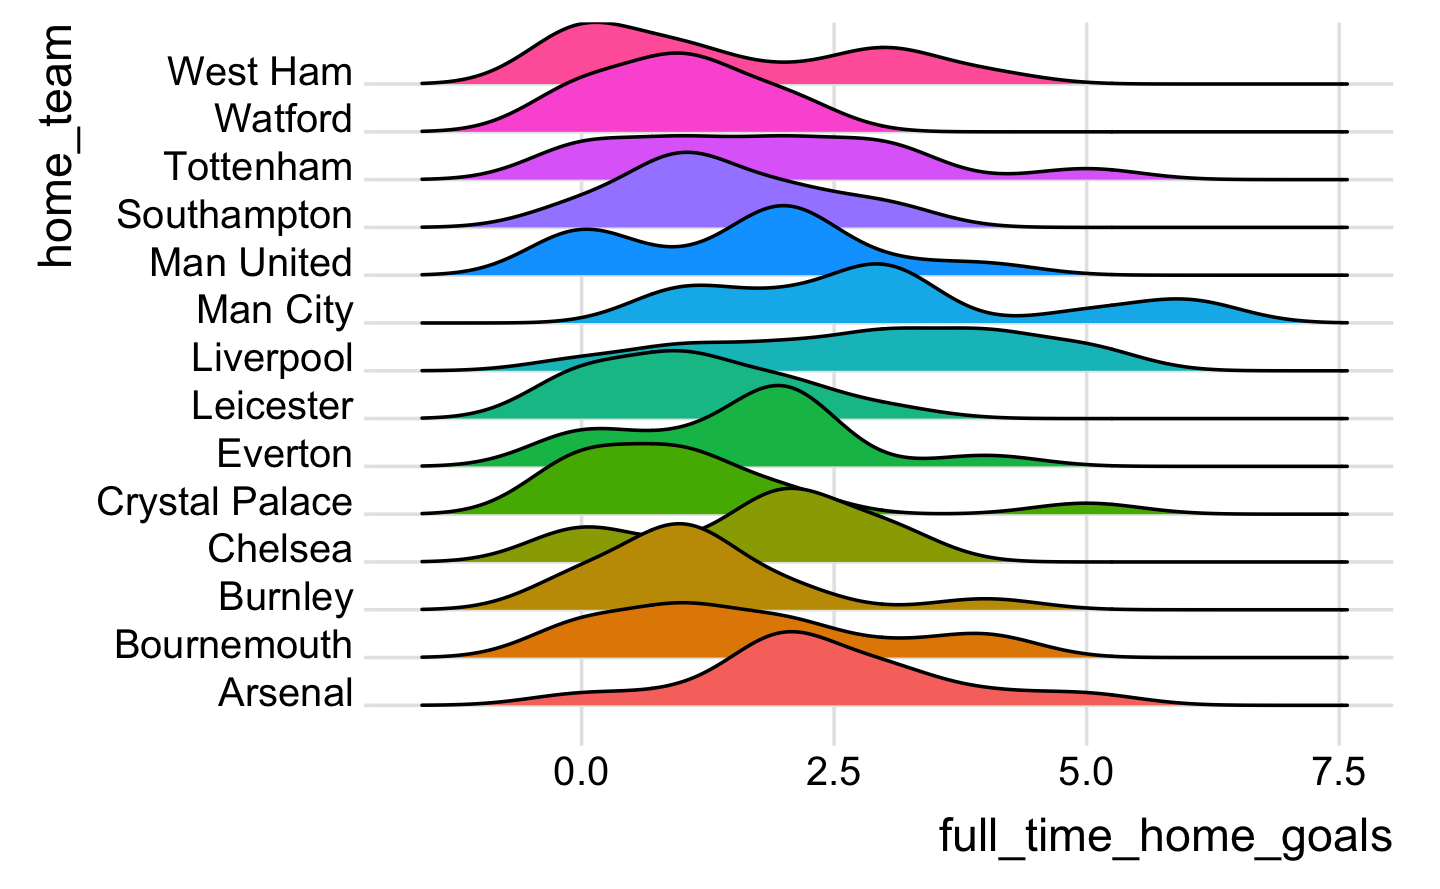 home_team
West Ham
Watford
Tottenham
Southampton
Man United
Man City
Liverpool
Leicester
Everton
Crystal Palace
Chelsea
Burnley
Bournemouth
Arsenal
0.0 2.5 5.0 7.5
full_time_home_goals